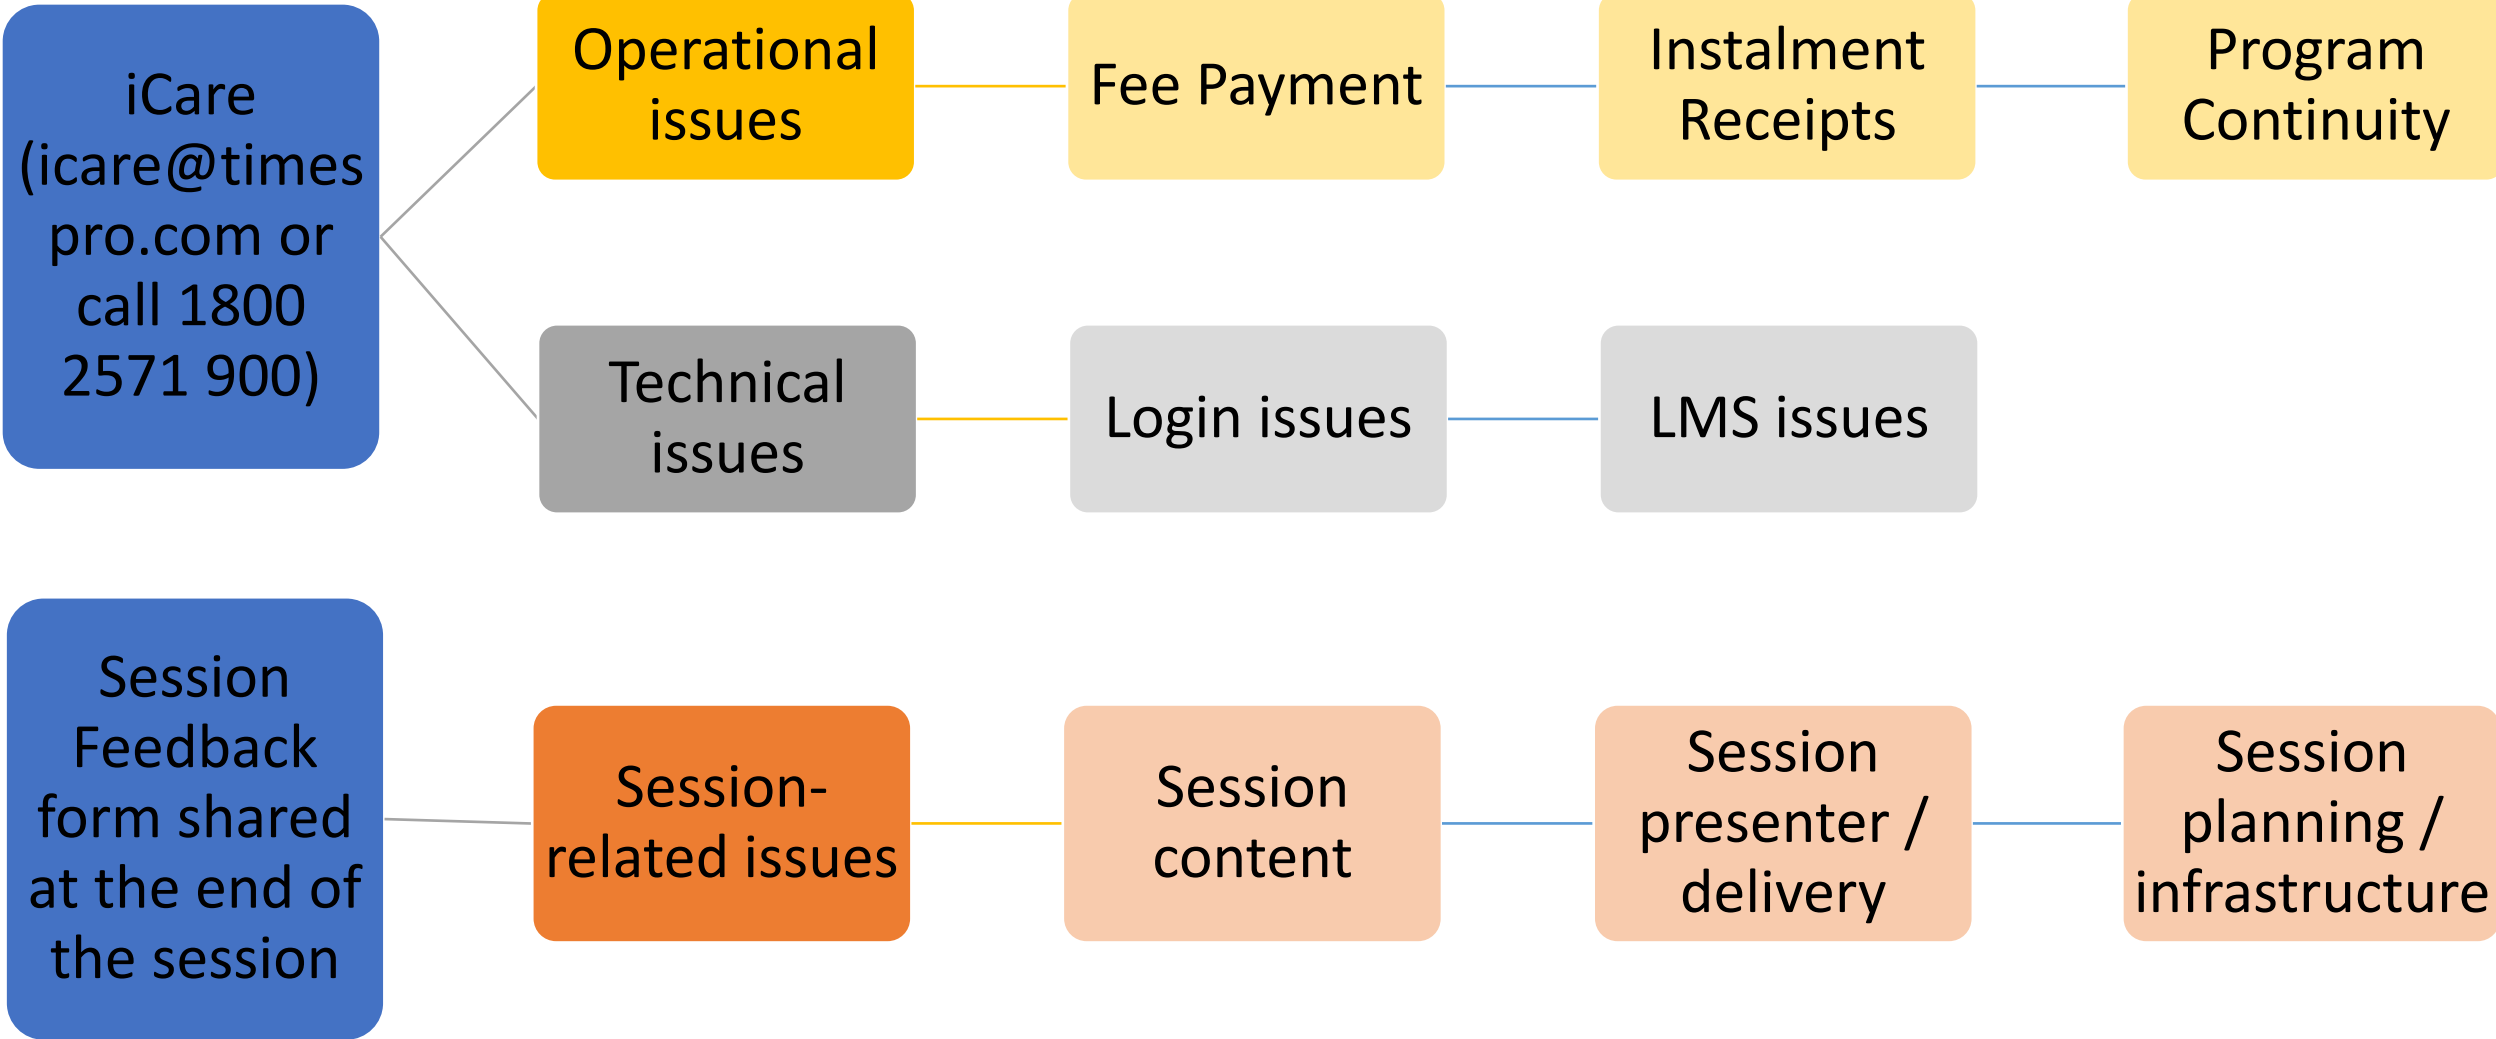 iCare
(icare@times
pro.com or
call 1800
2571 900)
Operational
issues
Fee Payment
Instalment
Receipts
Program
Continuity
Technical
issues
Login issues
LMS issues
Session
Feedback
form shared
at the end of
the session
Session-
related issues
Session
content
Session
presenter /
delivery
Session
planning /
infrastructure